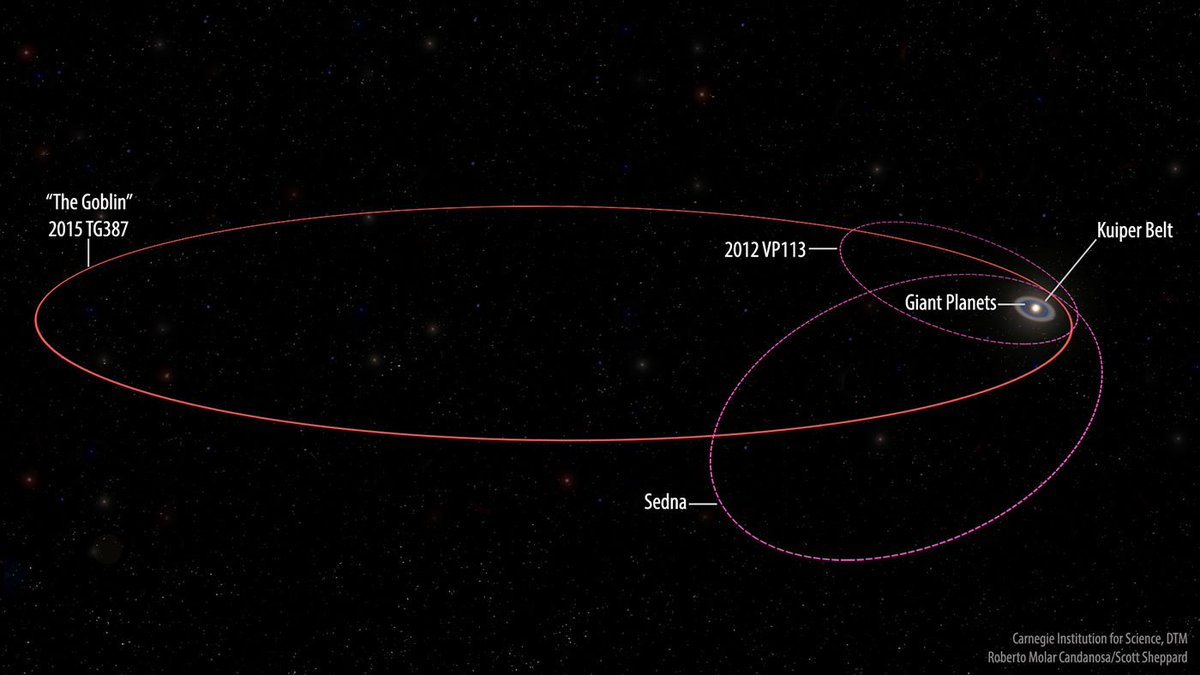 “The Goblin”
2015 TG387
2012 VP113
Kuiper Belt
Giant Planets
Sedna
Carnegie Institution for Science, DTM
Roberto Molar Candanosa/Scott Sheppard